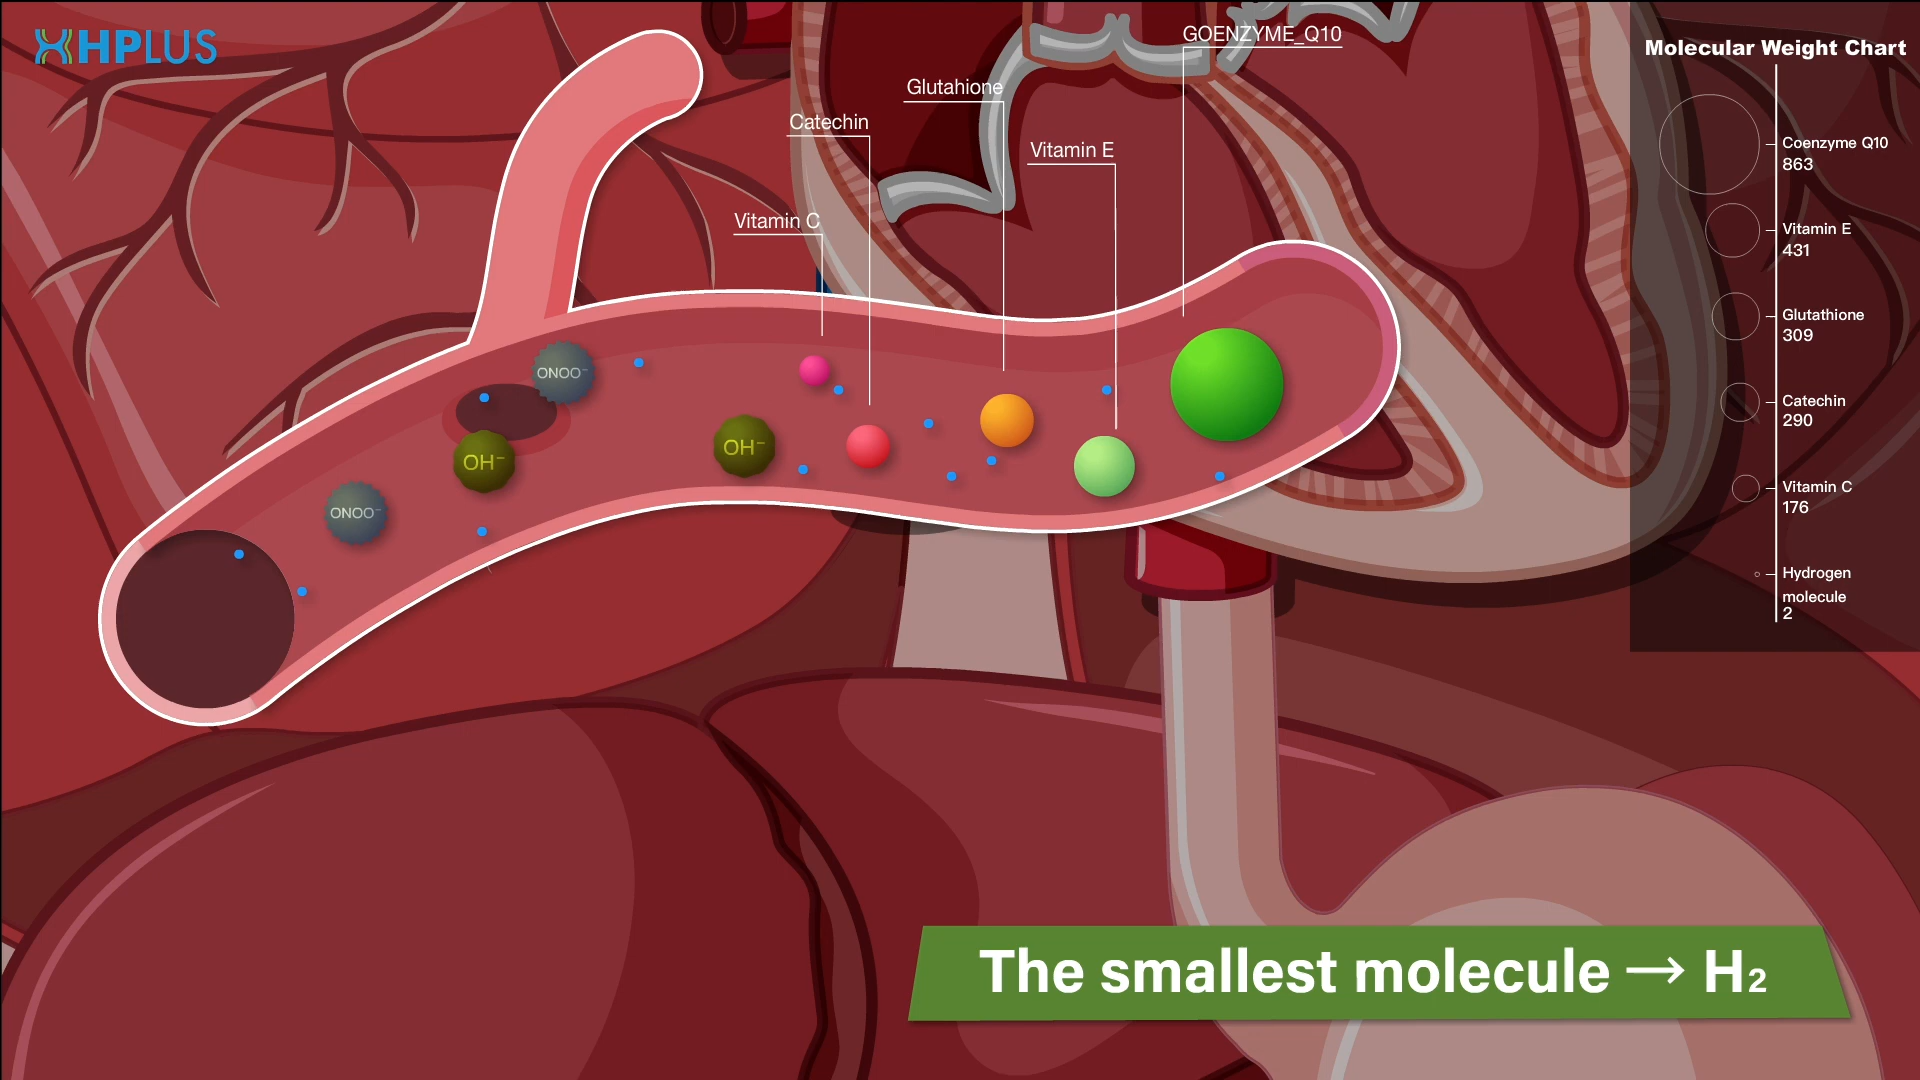 HPLUS
GOENZYME_Q10
Glutathione
Catechin
Vitamin E
Vitamin C
ONOO⁻
OH⁻
OH⁻
ONOO⁻
Molecular Weight Chart
Coenzyme Q10
863
Vitamin E
431
Glutathione
309
Catechin
290
Vitamin C
176
Hydrogen
molecule
2
The smallest molecule → H₂